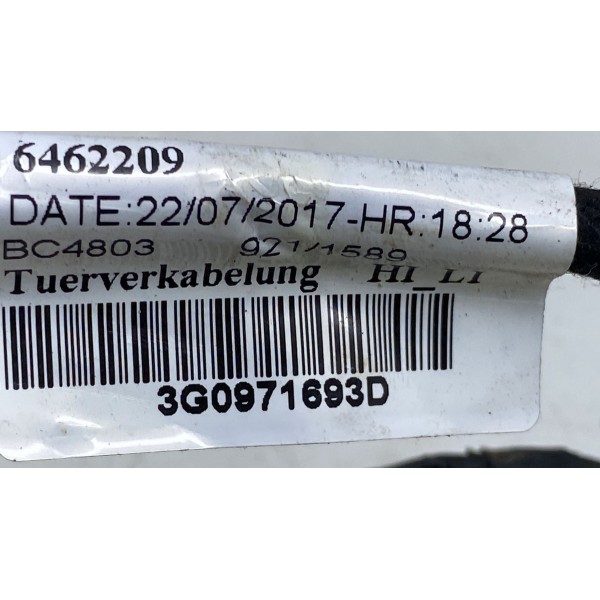 6462209
DATE:22/07/2017-HR:18:28
BC4803 921/1589
Tuerverkabelung HI_LI
3G0971693D